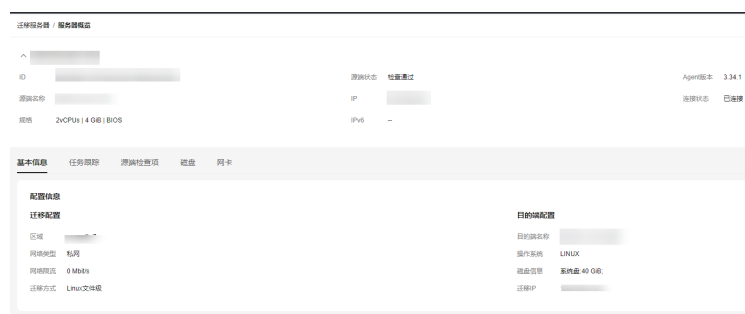 迁移服务器 / 服务器概览
ID
源端状态 检查通过
Agent版本 3.34.1
源端名称
IP
连接状态 已连接
规格 2vCPUs | 4 GiB | BIOS
IPv6 --
基本信息 任务跟踪 源端检查项 磁盘 网卡
配置信息
迁移配置
目的端配置
区域
目的端名称
网络类型 私网
操作系统 LINUX
网络限流 0 Mbit/s
磁盘信息 系统盘:40 GiB;
迁移方式 Linux文件级
迁移IP